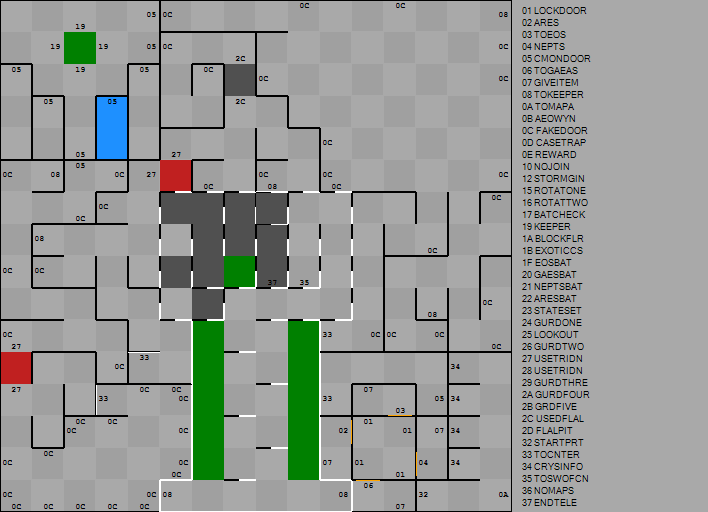 0C 0C
05 0C 08
19
19 19 05 0C 04
2C
05 19 05 0C
0C 0C
05 05 2C
0C
05 27
05
0C 08 0C 27 0C 0C
0C 08 0C
0C
0C
0C
08
0C
0C 0C
37 35
0C
08
0C 33 0C 0C 0C
27 0C
33
0C 34
27 0C 0C 07
33 0C 33 05 34
03
0C 0C 01
0C 02 01 07 34
0C
0C 0C 07 01 04 34
0C 01
06
0C 0C 08 08 32 0A
0C 0C 0C 0C 07
01 LOCKDOOR
02 ARES
03 TOEOS
04 NEPTS
05 CMONDOOR
06 TOGAEAS
07 GIVEITEM
08 TOKEEPER
0A TOMAPA
0B AEOWYN
0C FAKEDOOR
0D CASETRAP
0E REWARD
10 NOJOIN
12 STORMGIN
15 ROTATONE
16 ROTATTWO
17 BATCHECK
19 KEEPER
1A BLOCKFLR
1B EXOTICCS
1F EOSBAT
20 GAESBAT
21 NEPTSBAT
22 ARESBAT
23 STATESET
24 GURDONE
25 LOOKOUT
26 GURDTWO
27 USETRIDN
28 USETRIDN
29 GURDTHRE
2A GURDFOUR
2B GRDFIVE
2C USEDFLAL
2D FLALPIT
32 STARTPRT
33 TOCNTER
34 CRYSINFO
35 TOSWOFCN
36 NOMAPS
37 ENDTELE